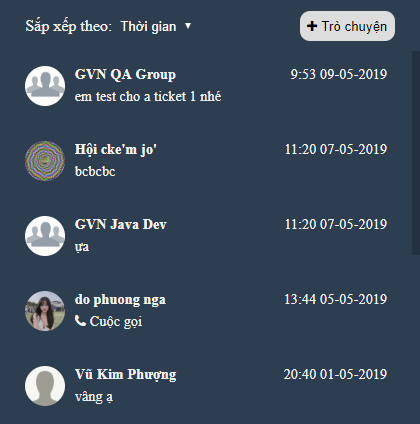 Sắp xếp theo: Thời gian ▼ + Trò chuyện
GVN QA Group 9:53 09-05-2019
em test cho a ticket 1 nhé
Hội cke'm jo' 11:20 07-05-2019
bcbcbc
GVN Java Dev 11:20 07-05-2019
ựa
do phuong nga 13:44 05-05-2019
Cuộc gọi
Vũ Kim Phượng 20:40 01-05-2019
vâng ạ